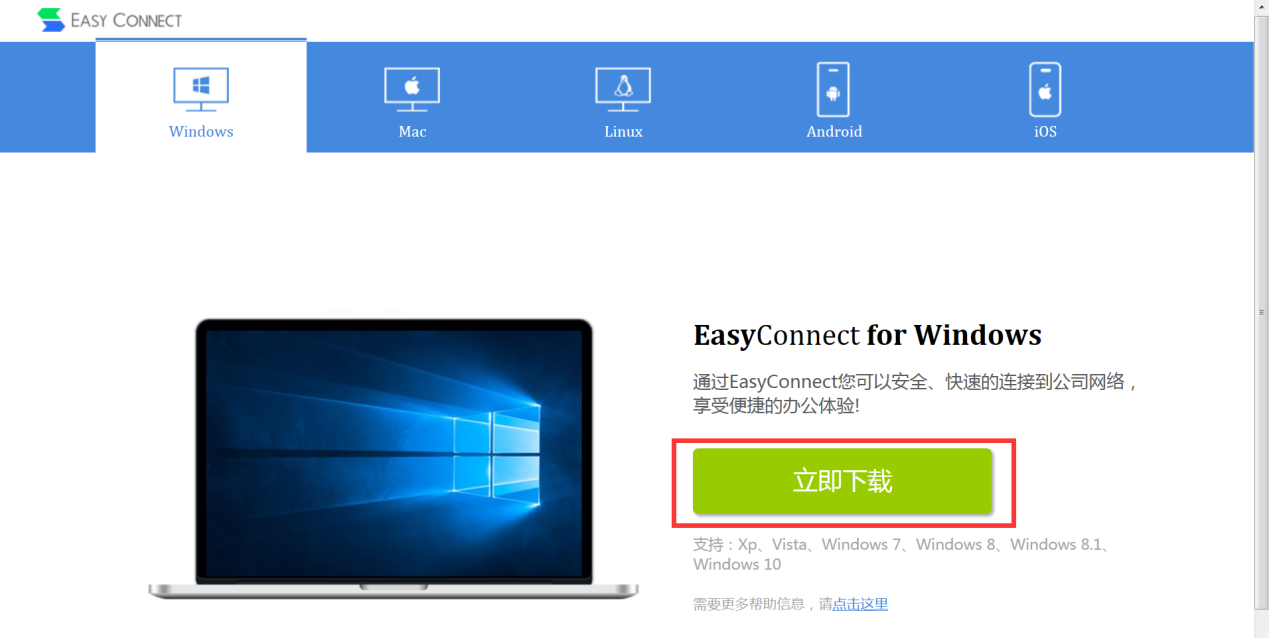 EASY CONNECT
Windows
Mac
Linux
Android
iOS
EasyConnect for Windows
通过EasyConnect您可以安全、快速的连接到公司网络，
享受便捷的办公体验!
立即下载
支持：Xp、Vista、Windows 7、Windows 8、Windows 8.1、
Windows 10
需要更多帮助信息，请点击这里